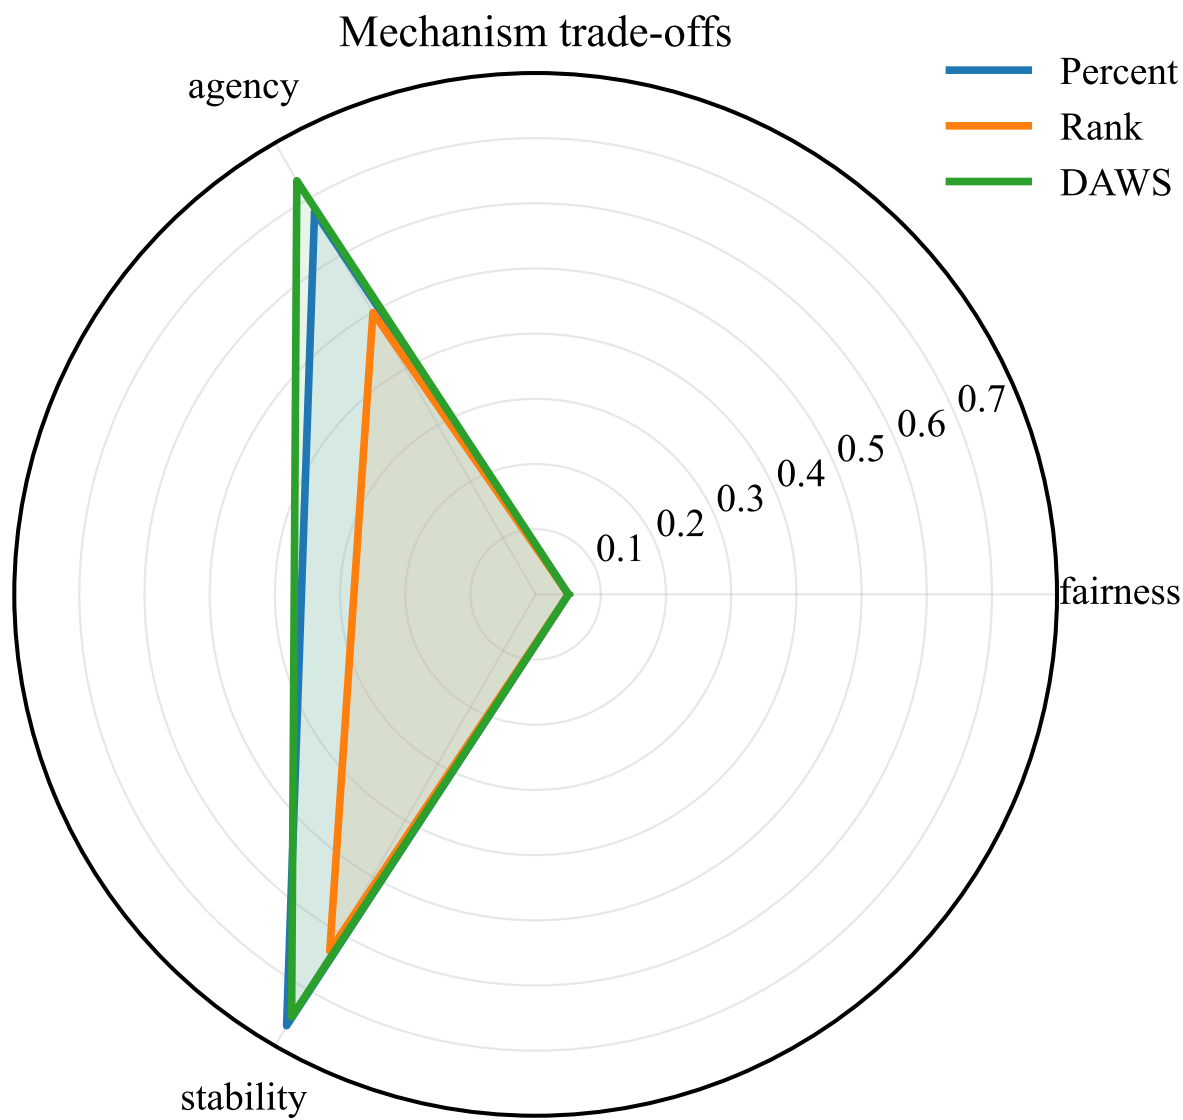 Mechanism trade-offs
agency
Percent
Rank
DAWS
0.7
0.6
0.5
0.4
0.3
0.2
0.1
fairness
stability